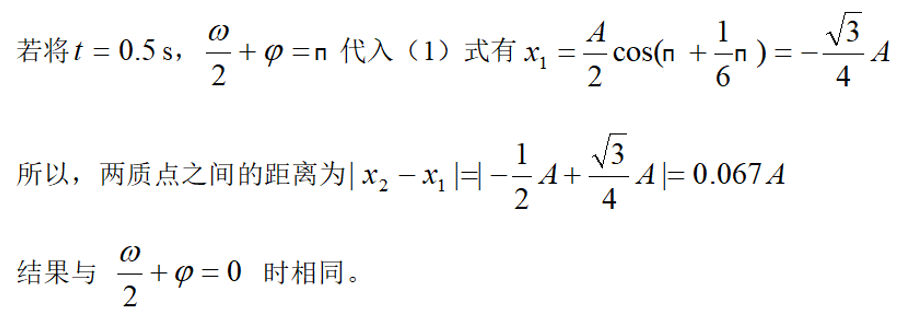 若将 t = 0.5 s, ω/2 + φ = π 代入（1）式有 x₁ = A/2 cos(π + 1/6 π) = −√3/4 A
所以，两质点之间的距离为| x₂ − x₁ |=| −1/2 A + √3/4 A |= 0.067 A
结果与 ω/2 + φ = 0 时相同。